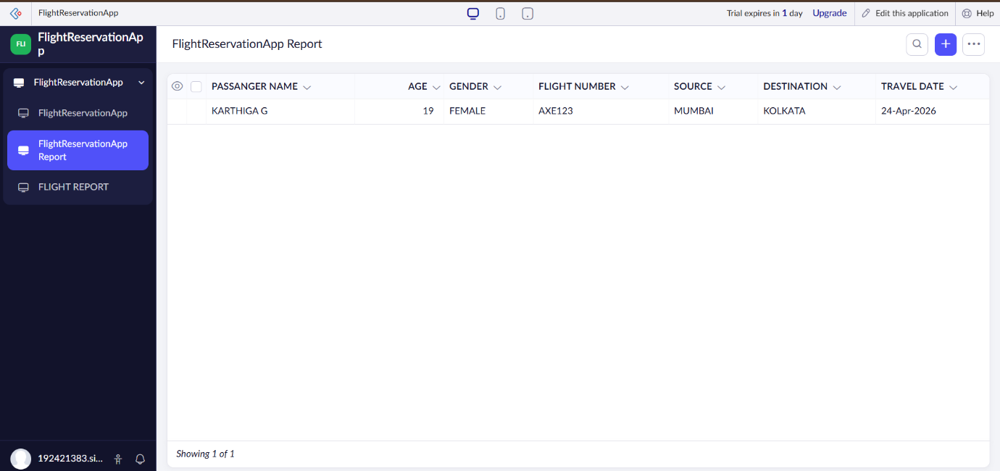 FlightReservationApp
Trial expires in 1 day Upgrade Edit this application Help
FLI FlightReservationAp
p
FlightReservationApp
FlightReservationApp
FlightReservationApp
Report
FLIGHT REPORT
192421383.si...
FlightReservationApp Report
PASSANGER NAME AGE GENDER FLIGHT NUMBER SOURCE DESTINATION TRAVEL DATE
KARTHIGA G 19 FEMALE AXE123 MUMBAI KOLKATA 24-Apr-2026
Showing 1 of 1